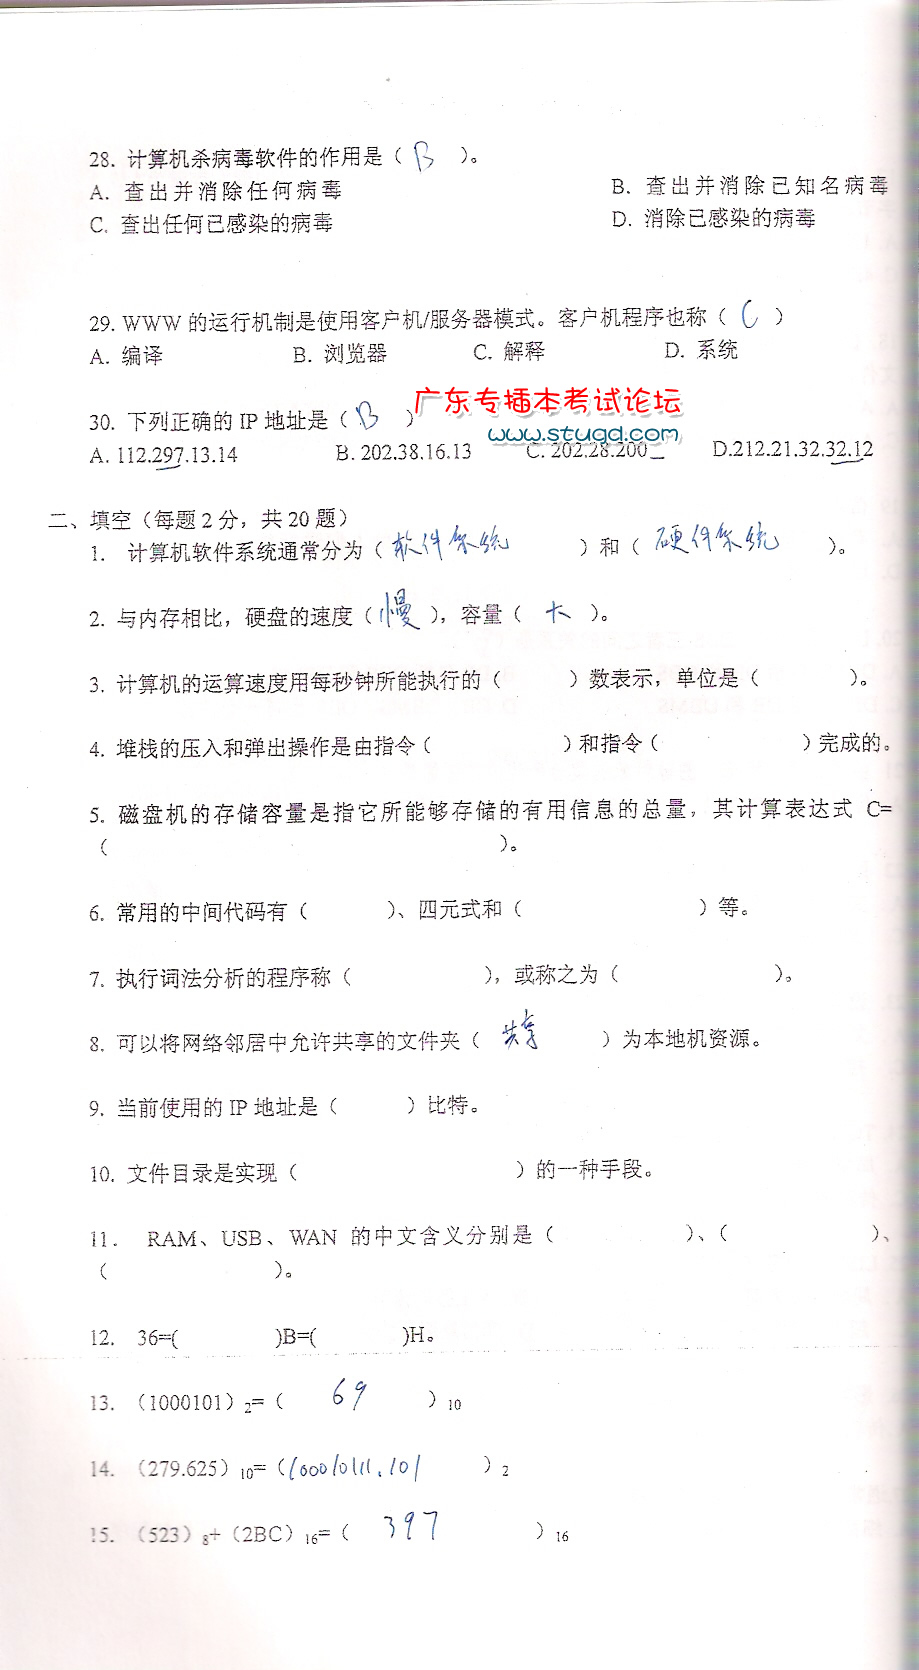 28. 计算机杀病毒软件的作用是（ B ）。
A. 查出并消除任何病毒 B. 查出并消除已知名病毒
C. 查出任何已感染的病毒 D. 消除已感染的病毒
29. WWW 的运行机制是使用客户机/服务器模式。客户机程序也称（ C ）
A. 编译 B. 浏览器 C. 解释 D. 系统
广东专插本考试论坛
30. 下列正确的 IP 地址是（ B ）
www.stugd.com
A. 112.297.13.14 B. 202.38.16.13 C. 202.28.200_ D.212.21.32.32.12
二、填空（每题 2 分，共 20 题）
1. 计算机软件系统通常分为（ 软件系统 ）和（ 硬件系统 ）。
2. 与内存相比，硬盘的速度（ 慢 ），容量（ 大 ）。
3. 计算机的运算速度用每秒钟所能执行的（ ）数表示，单位是（ ）。
4. 堆栈的压入和弹出操作是由指令（ ）和指令（ ）完成的。
5. 磁盘机的存储容量是指它所能够存储的有用信息的总量，其计算表达式 C=
（ ）。
6. 常用的中间代码有（ ）、四元式和（ ）等。
7. 执行词法分析的程序称（ ），或称之为（ ）。
8. 可以将网络邻居中允许共享的文件夹（ 共享 ）为本地机资源。
9. 当前使用的 IP 地址是（ ）比特。
10. 文件目录是实现（ ）的一种手段。
11. RAM、USB、WAN 的中文含义分别是（ ）、（ ）、
（ ）。
12. 36=( )B=( )H。
13. （1000101）2=（ 69 ）10
14. （279.625）10=（100010111.101 ）2
15. （523）8+（2BC）16=（ 397 ）16